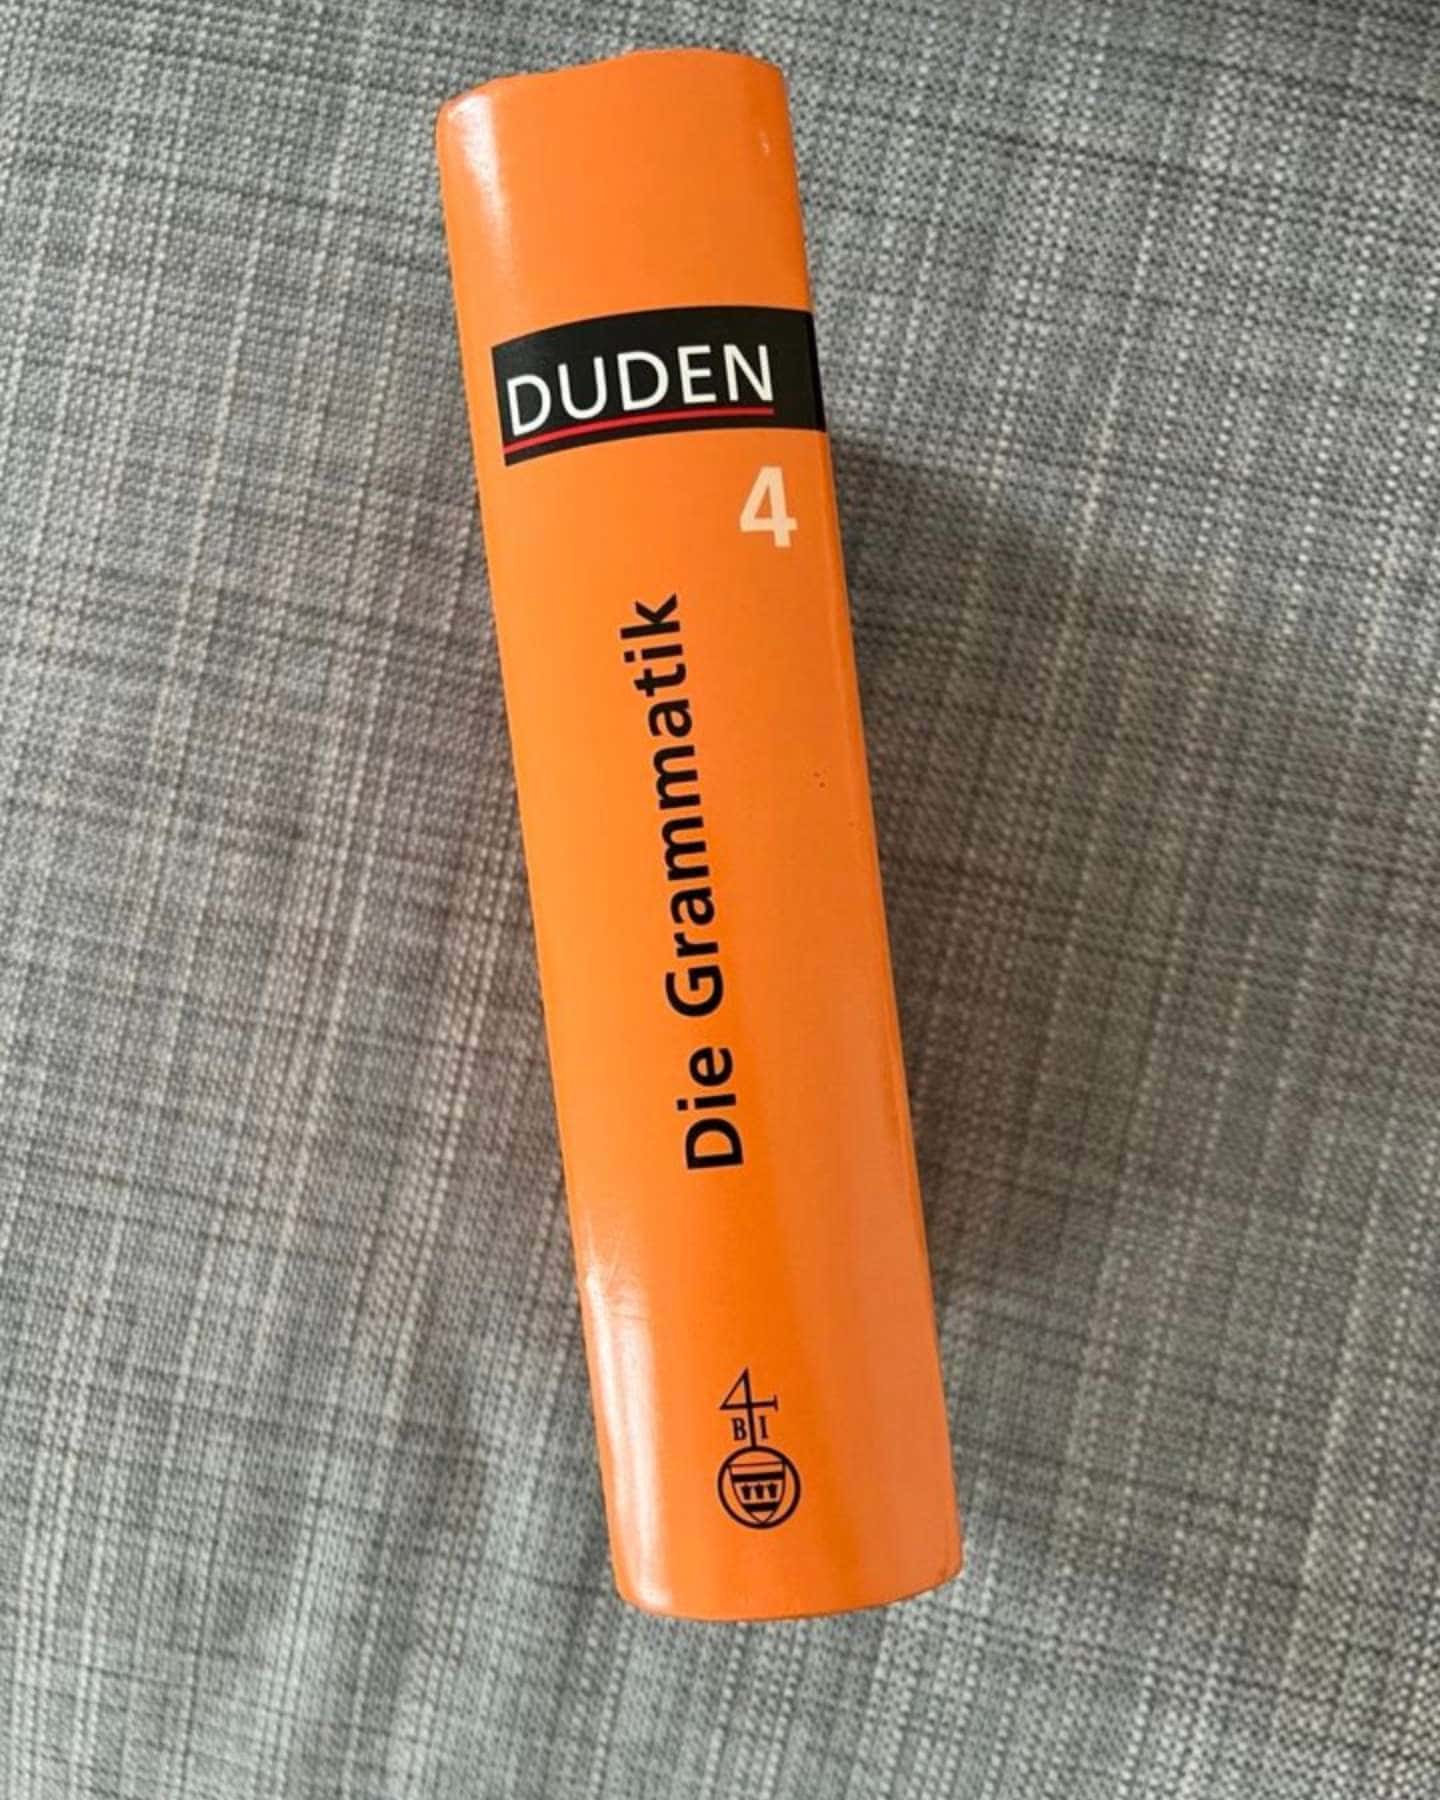 DUDEN
4
Die Grammatik
B I